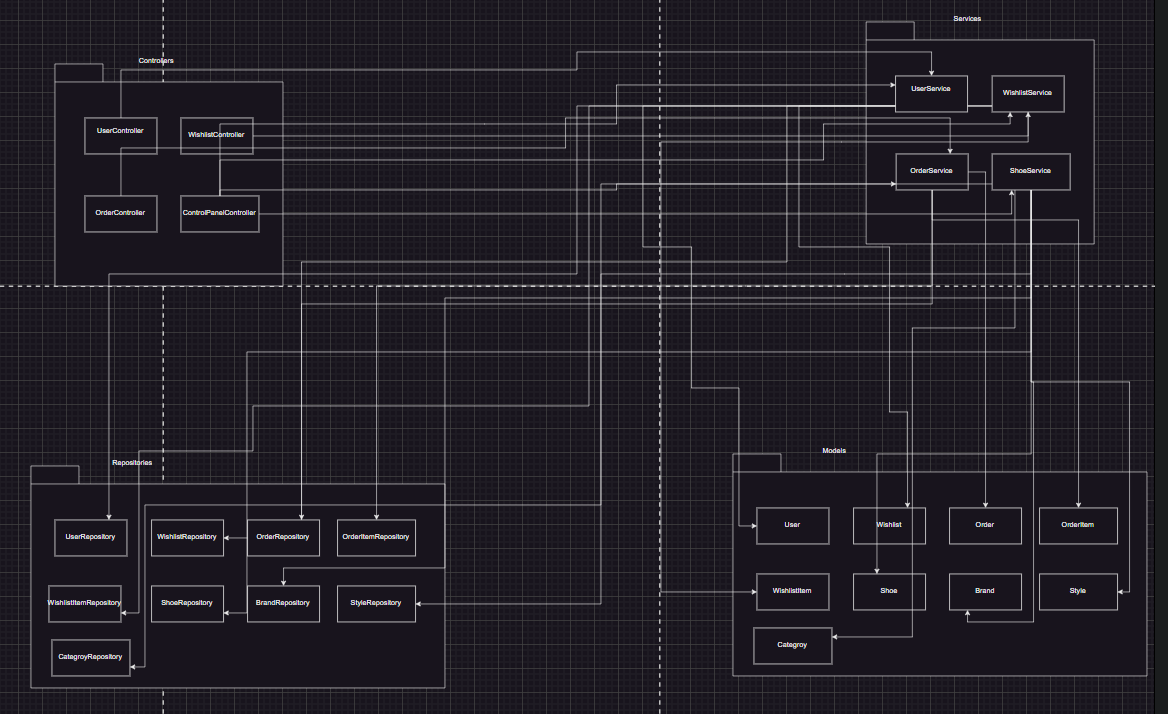 Services
Controllers
UserService
WishlistService
UserController
WishlistController
OrderService
ShoeService
OrderController
ControlPanelController
Models
Repositories
User
Wishlist
Order
OrderItem
UserRepository
WishlistRepository
OrderRepository
OrderItemRepository
WishlistItem
Shoe
Brand
Style
WishlistItemRepository
ShoeRepository
BrandRepository
StyleRepository
Categroy
CategroyRepository